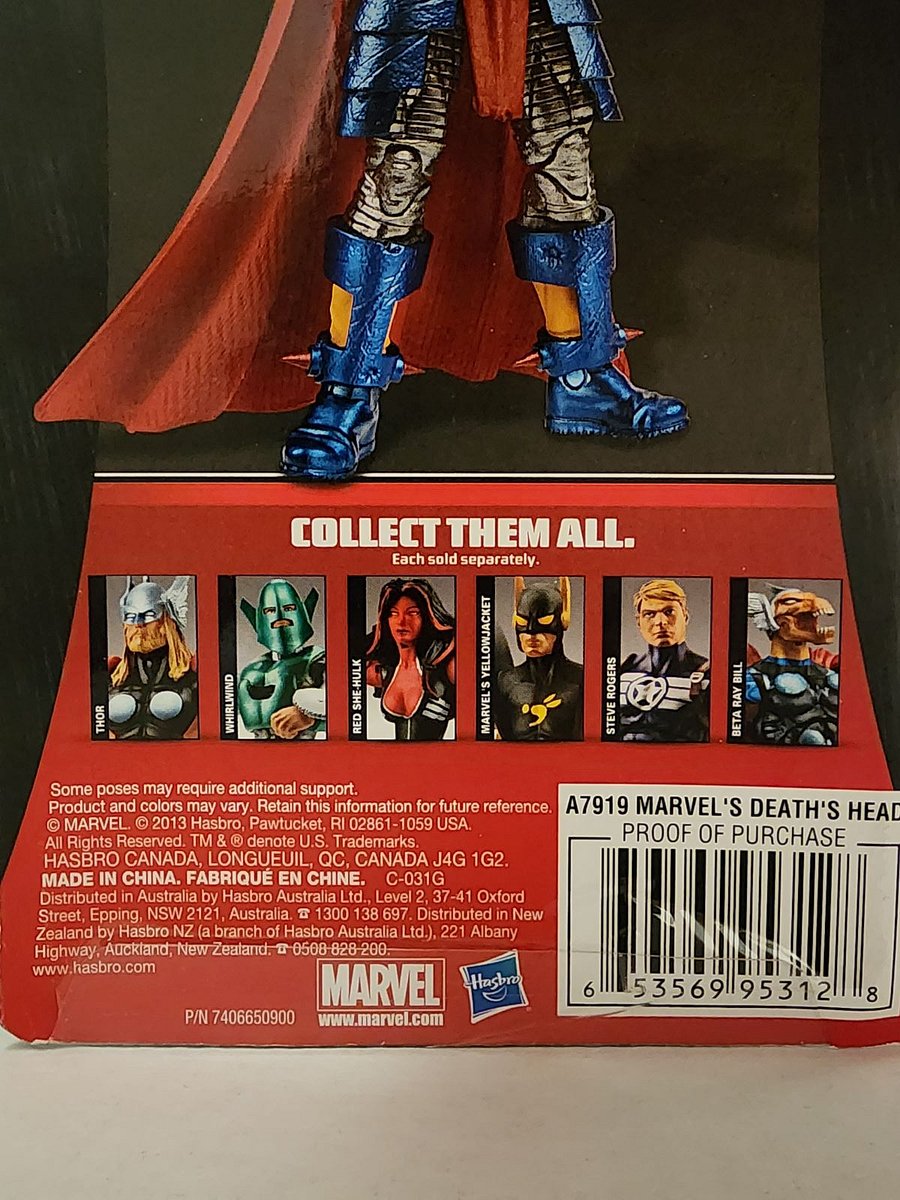 COLLECT THEM ALL.
Each sold separately.
THOR
WHIRLWIND
RED SHE-HULK
MARVEL'S YELLOWJACKET
STEVE ROGERS
BETA RAY BILL
Some poses may require additional support.
Product and colors may vary. Retain this information for future reference.
© MARVEL. © 2013 Hasbro, Pawtucket, RI 02861-1059 USA.
All Rights Reserved. TM & ® denote U.S. Trademarks.
HASBRO CANADA, LONGUEUIL, QC, CANADA J4G 1G2.
MADE IN CHINA. FABRIQUÉ EN CHINE. C-031G
Distributed in Australia by Hasbro Australia Ltd., Level 2, 37-41 Oxford
Street, Epping, NSW 2121, Australia. ☎ 1300 138 697. Distributed in New
Zealand by Hasbro NZ (a branch of Hasbro Australia Ltd.), 221 Albany
Highway, Auckland, New Zealand. ☎ 0508 828 200.
www.hasbro.com
P/N 7406650900
MARVEL
www.marvel.com
Hasbro
A7919 MARVEL'S DEATH'S HEAD
PROOF OF PURCHASE
6 53569 95312 8